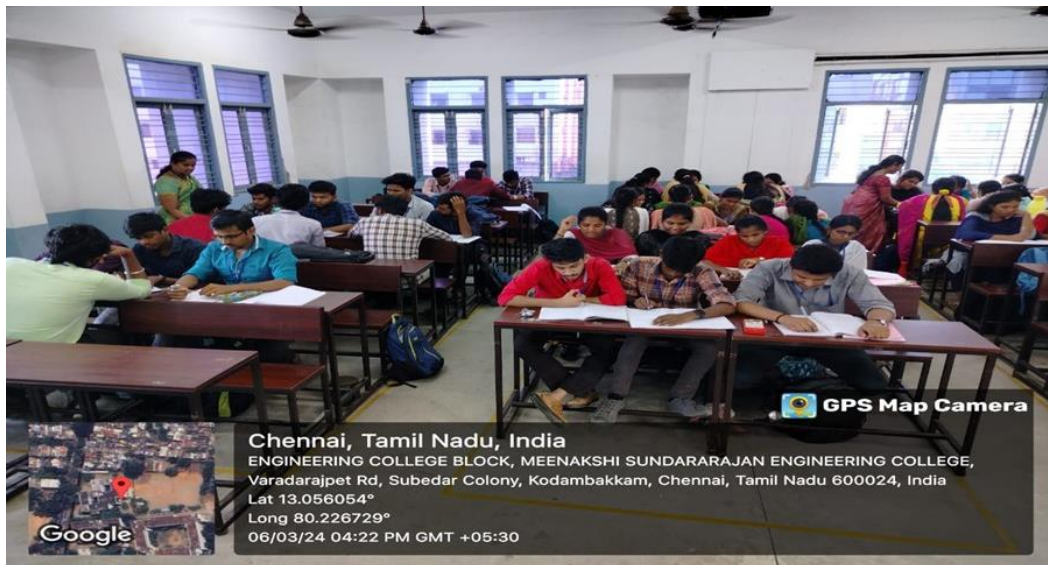 GPS Map Camera
Chennai, Tamil Nadu, India
ENGINEERING COLLEGE BLOCK, MEENAKSHI SUNDARARAJAN ENGINEERING COLLEGE,
Varadarajpet Rd, Subedar Colony, Kodambakkam, Chennai, Tamil Nadu 600024, India
Lat 13.056054°
Long 80.226729°
06/03/24 04:22 PM GMT +05:30
Google